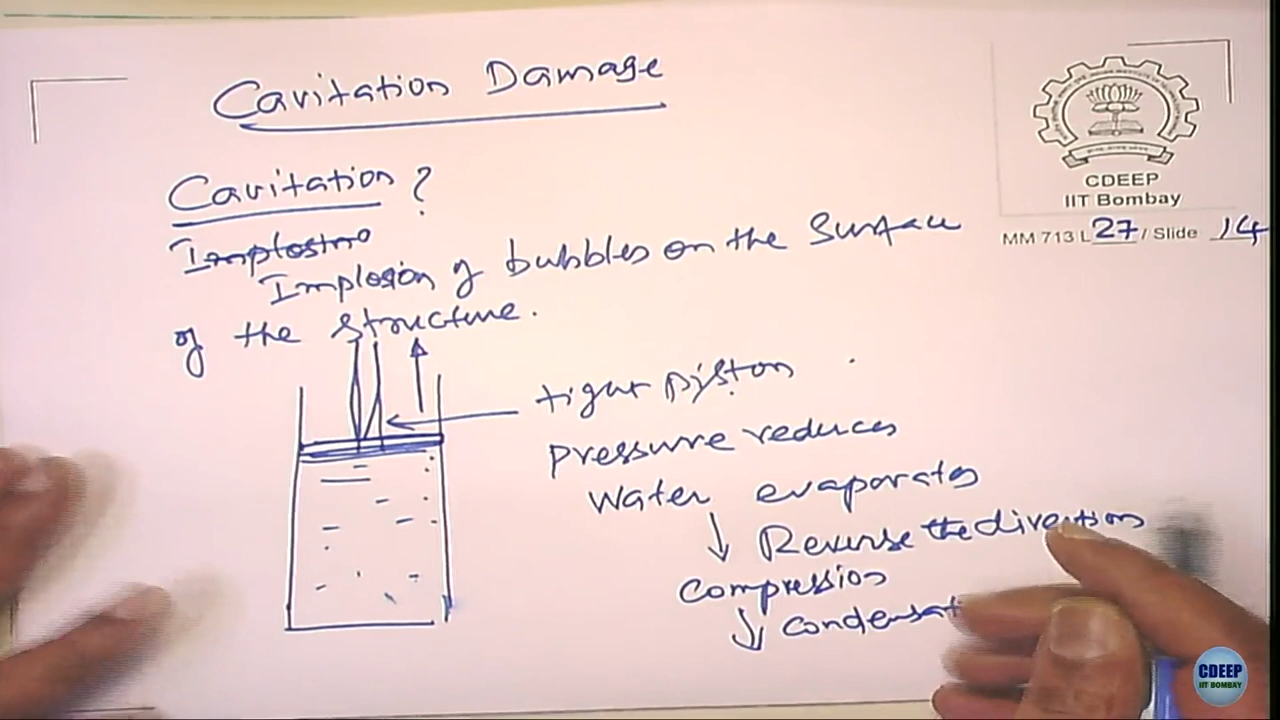 Cavitation Damage
CDEEP
IIT Bombay
MM 713 L 27 / Slide 14
Cavitation ?
Implosion of bubbles on the surface
of the structure.
tight piston
pressure reduces
Water evaporates
Reverse the direction
Compression
CDEEP
IIT BOMBAY